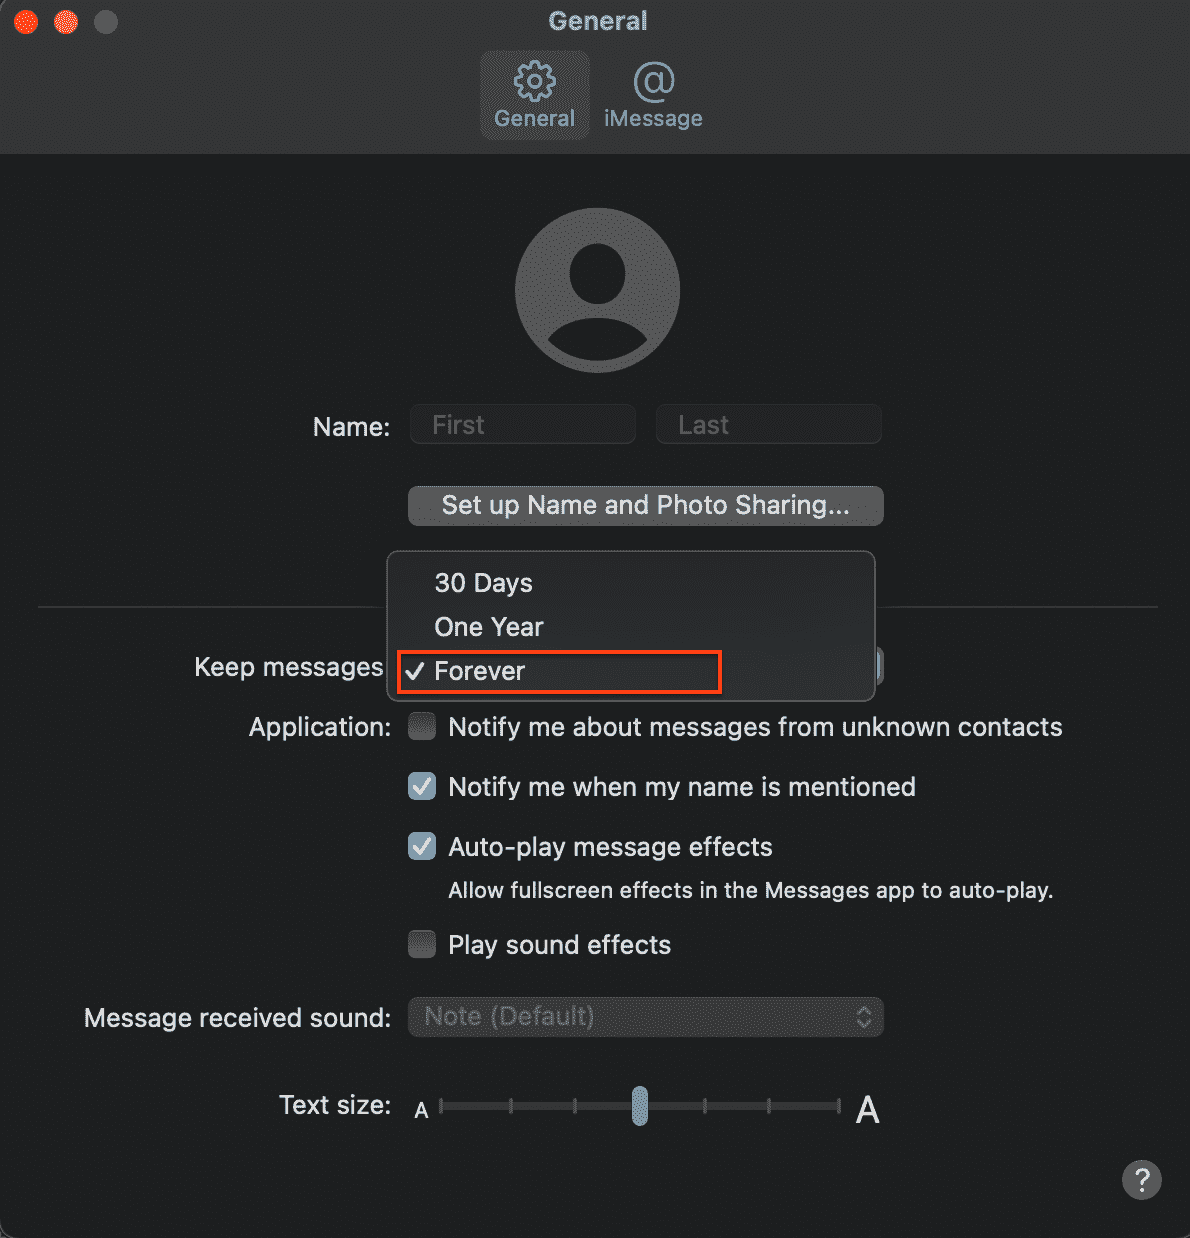 General
General
@
iMessage
Name: First Last
Set up Name and Photo Sharing...
30 Days
One Year
Keep messages ✓ Forever
Application: Notify me about messages from unknown contacts
Notify me when my name is mentioned
Auto-play message effects
Allow fullscreen effects in the Messages app to auto-play.
Play sound effects
Message received sound: Note (Default)
Text size: A A
?